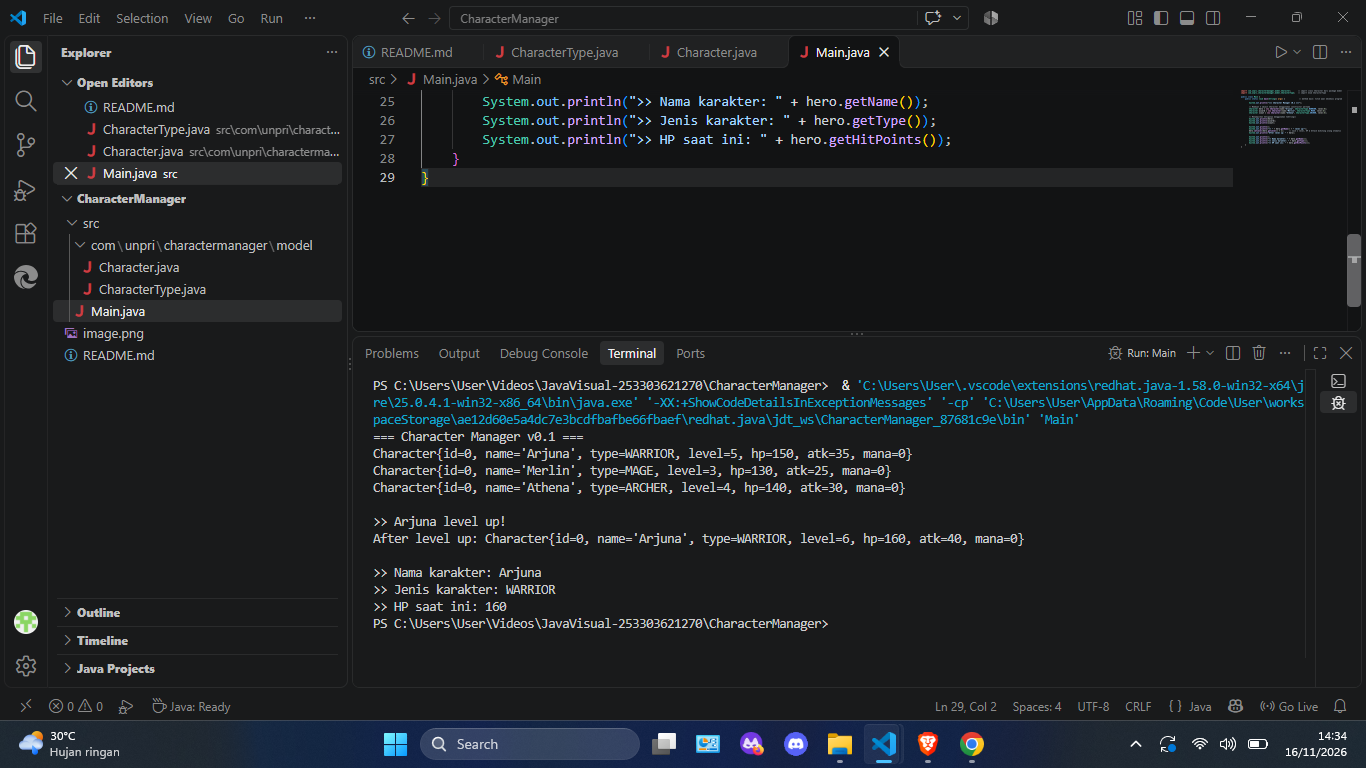 File Edit Selection View Go Run ··· CharacterManager
Explorer ···
Open Editors
README.md
CharacterType.java src\com\unpri\charact...
Character.java src\com\unpri\characterma...
Main.java src
CharacterManager
src
com\unpri\charactermanager\model
Character.java
CharacterType.java
Main.java
image.png
README.md
Outline
Timeline
Java Projects
README.md CharacterType.java Character.java Main.java
src > Main.java > Main
25 System.out.println(">> Nama karakter: " + hero.getName());
26 System.out.println(">> Jenis karakter: " + hero.getType());
27 System.out.println(">> HP saat ini: " + hero.getHitPoints());
28 }
29 }
Problems Output Debug Console Terminal Ports Run: Main
PS C:\Users\User\Videos\JavaVisual-253303621270\CharacterManager> & 'C:\Users\User\.vscode\extensions\redhat.java-1.58.0-win32-x64\j
re\25.0.4.1-win32-x86_64\bin\java.exe' '-XX:+ShowCodeDetailsInExceptionMessages' '-cp' 'C:\Users\User\AppData\Roaming\Code\User\works
paceStorage\ae12d60e5a4dc7e3bcdfbafbe66fbaef\redhat.java\jdt_ws\CharacterManager_87681c9e\bin' 'Main'
=== Character Manager v0.1 ===
Character{id=0, name='Arjuna', type=WARRIOR, level=5, hp=150, atk=35, mana=0}
Character{id=0, name='Merlin', type=MAGE, level=3, hp=130, atk=25, mana=0}
Character{id=0, name='Athena', type=ARCHER, level=4, hp=140, atk=30, mana=0}
>> Arjuna level up!
After level up: Character{id=0, name='Arjuna', type=WARRIOR, level=6, hp=160, atk=40, mana=0}
>> Nama karakter: Arjuna
>> Jenis karakter: WARRIOR
>> HP saat ini: 160
PS C:\Users\User\Videos\JavaVisual-253303621270\CharacterManager>
0 0 Java: Ready Ln 29, Col 2 Spaces: 4 UTF-8 CRLF { } Java Go Live
30°C
Hujan ringan
Search
14:34
16/11/2026